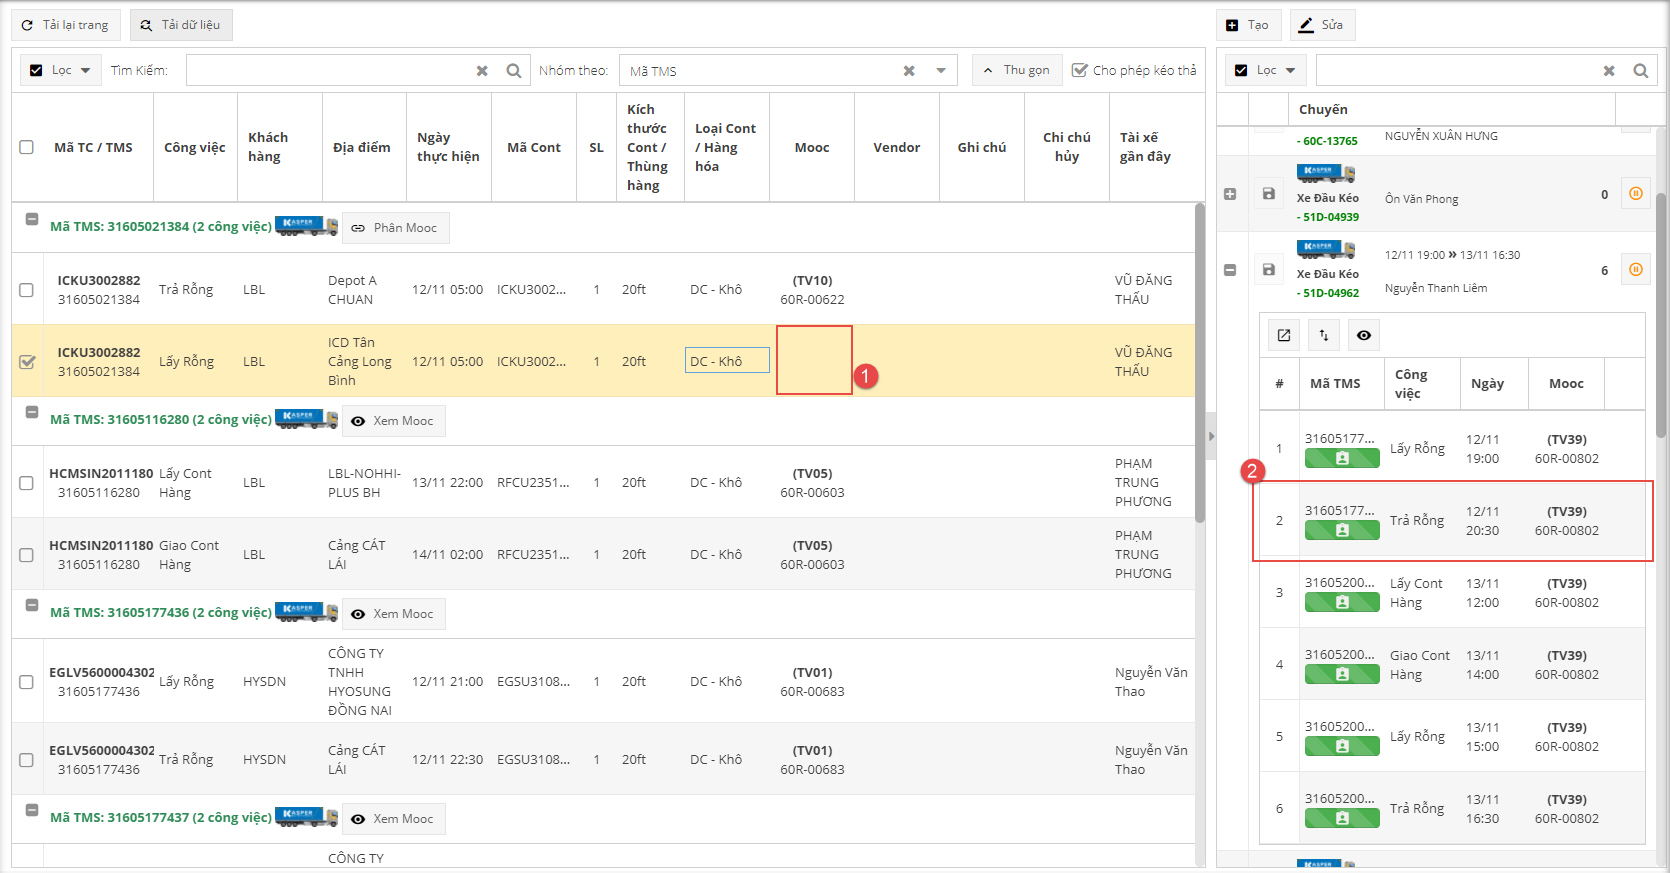 Tải lại trang
Tải dữ liệu
Tạo
Sửa
Lọc
Tìm Kiếm:
Nhóm theo:
Mã TMS
Thu gọn
Cho phép kéo thả
Lọc
Mã TC / TMS
Công việc
Khách
hàng
Địa điểm
Ngày
thực hiện
Mã Cont
SL
Kích
thước
Cont /
Thùng
hàng
Loại Cont
/ Hàng
hóa
Mooc
Vendor
Ghi chú
Chi chú
hủy
Tài xế
gần đây
Mã TMS: 31605021384 (2 công việc)
KASPER
Phân Mooc
ICKU3002882
31605021384
Trả Rỗng
LBL
Depot A
CHUAN
12/11 05:00
ICKU3002...
1
20ft
DC - Khô
(TV10)
60R-00622
VŨ ĐĂNG
THẤU
ICKU3002882
31605021384
Lấy Rỗng
LBL
ICD Tân
Cảng Long
Bình
12/11 05:00
ICKU3002...
1
20ft
DC - Khô
1
VŨ ĐĂNG
THẤU
Mã TMS: 31605116280 (2 công việc)
KASPER
Xem Mooc
HCMSIN2011180
31605116280
Lấy Cont
Hàng
LBL
LBL-NOHHI-
PLUS BH
13/11 22:00
RFCU2351...
1
20ft
DC - Khô
(TV05)
60R-00603
PHẠM
TRUNG
PHƯƠNG
HCMSIN2011180
31605116280
Giao Cont
Hàng
LBL
Cảng CÁT
LÁI
14/11 02:00
RFCU2351...
1
20ft
DC - Khô
(TV05)
60R-00603
PHẠM
TRUNG
PHƯƠNG
Mã TMS: 31605177436 (2 công việc)
KASPER
Xem Mooc
EGLV5600004302
31605177436
Lấy Rỗng
HYSDN
CÔNG TY
TNHH
HYOSUNG
ĐỒNG NAI
12/11 21:00
EGSU3108...
1
20ft
DC - Khô
(TV01)
60R-00683
Nguyễn Văn
Thao
EGLV5600004302
31605177436
Trả Rỗng
HYSDN
Cảng CÁT
LÁI
12/11 22:30
EGSU3108...
1
20ft
DC - Khô
(TV01)
60R-00683
Nguyễn Văn
Thao
Mã TMS: 31605177437 (2 công việc)
KASPER
Xem Mooc
CÔNG TY
Chuyến
- 60C-13765
NGUYỄN XUÂN HƯNG
KASPER
Xe Đầu Kéo
- 51D-04939
Ôn Văn Phong
0
KASPER
Xe Đầu Kéo
- 51D-04962
12/11 19:00 » 13/11 16:30
Nguyễn Thanh Liêm
6
#
Mã TMS
Công
việc
Ngày
Mooc
1
31605177...
Lấy Rỗng
12/11
19:00
(TV39)
60R-00802
2
2
31605177...
Trả Rỗng
12/11
20:30
(TV39)
60R-00802
3
31605200...
Lấy Cont
Hàng
13/11
12:00
(TV39)
60R-00802
4
31605200...
Giao Cont
Hàng
13/11
14:00
(TV39)
60R-00802
5
31605200...
Lấy Rỗng
13/11
15:00
(TV39)
60R-00802
6
31605200...
Trả Rỗng
13/11
16:30
(TV39)
60R-00802
KASPER